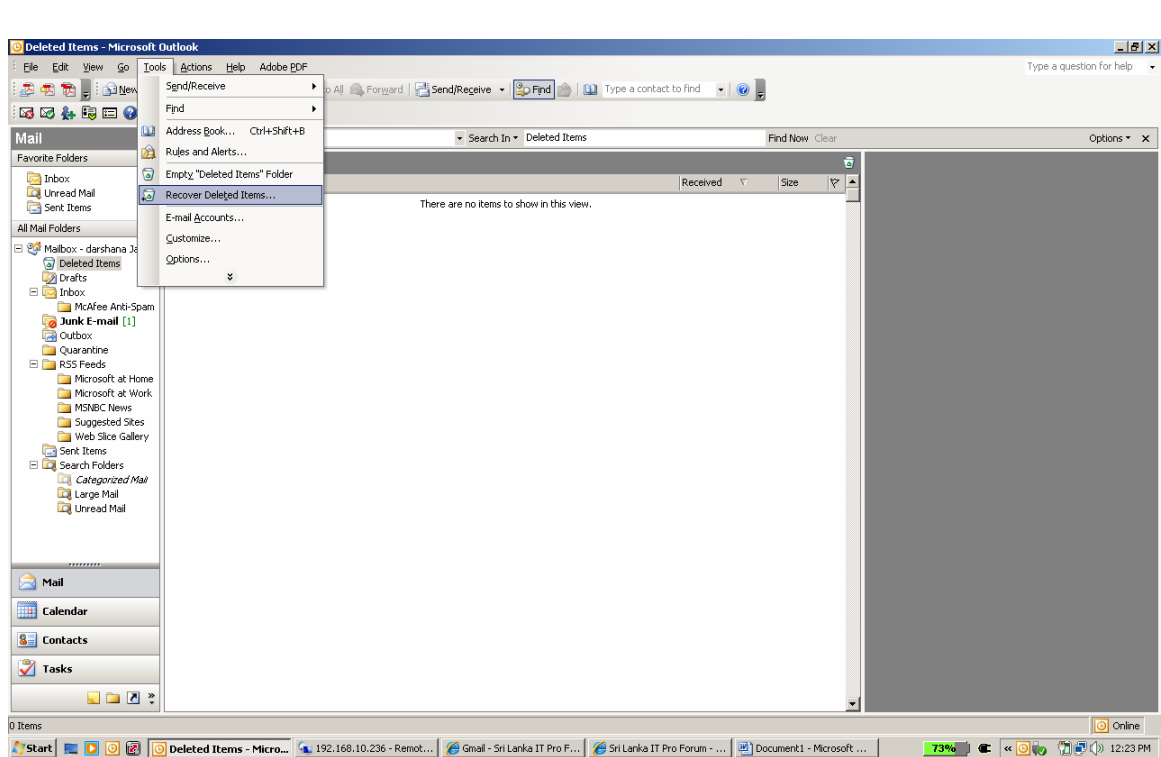 Deleted Items - Microsoft Outlook
File Edit View Go Tools Actions Help Adobe PDF Type a question for help
New to All Forward Send/Receive Find Type a contact to find
Mail Search In Deleted Items Find Now Clear Options
Favorite Folders
Inbox
Unread Mail
Sent Items
All Mail Folders
Mailbox - darshana Ja
Deleted Items
Drafts
Inbox
McAfee Anti-Spam
Junk E-mail [1]
Outbox
Quarantine
RSS Feeds
Microsoft at Home
Microsoft at Work
MSNBC News
Suggested Sites
Web Slice Gallery
Sent Items
Search Folders
Categorized Mail
Large Mail
Unread Mail
Mail
Calendar
Contacts
Tasks
Send/Receive
Find
Address Book... Ctrl+Shift+B
Rules and Alerts...
Empty "Deleted Items" Folder
Recover Deleted Items...
E-mail Accounts...
Customize...
Options...
Received Size
There are no items to show in this view.
0 Items Online
Start Deleted Items - Micro... 192.168.10.236 - Remot... Gmail - Sri Lanka IT Pro F... Sri Lanka IT Pro Forum - ... Document1 - Microsoft ... 73% 12:23 PM